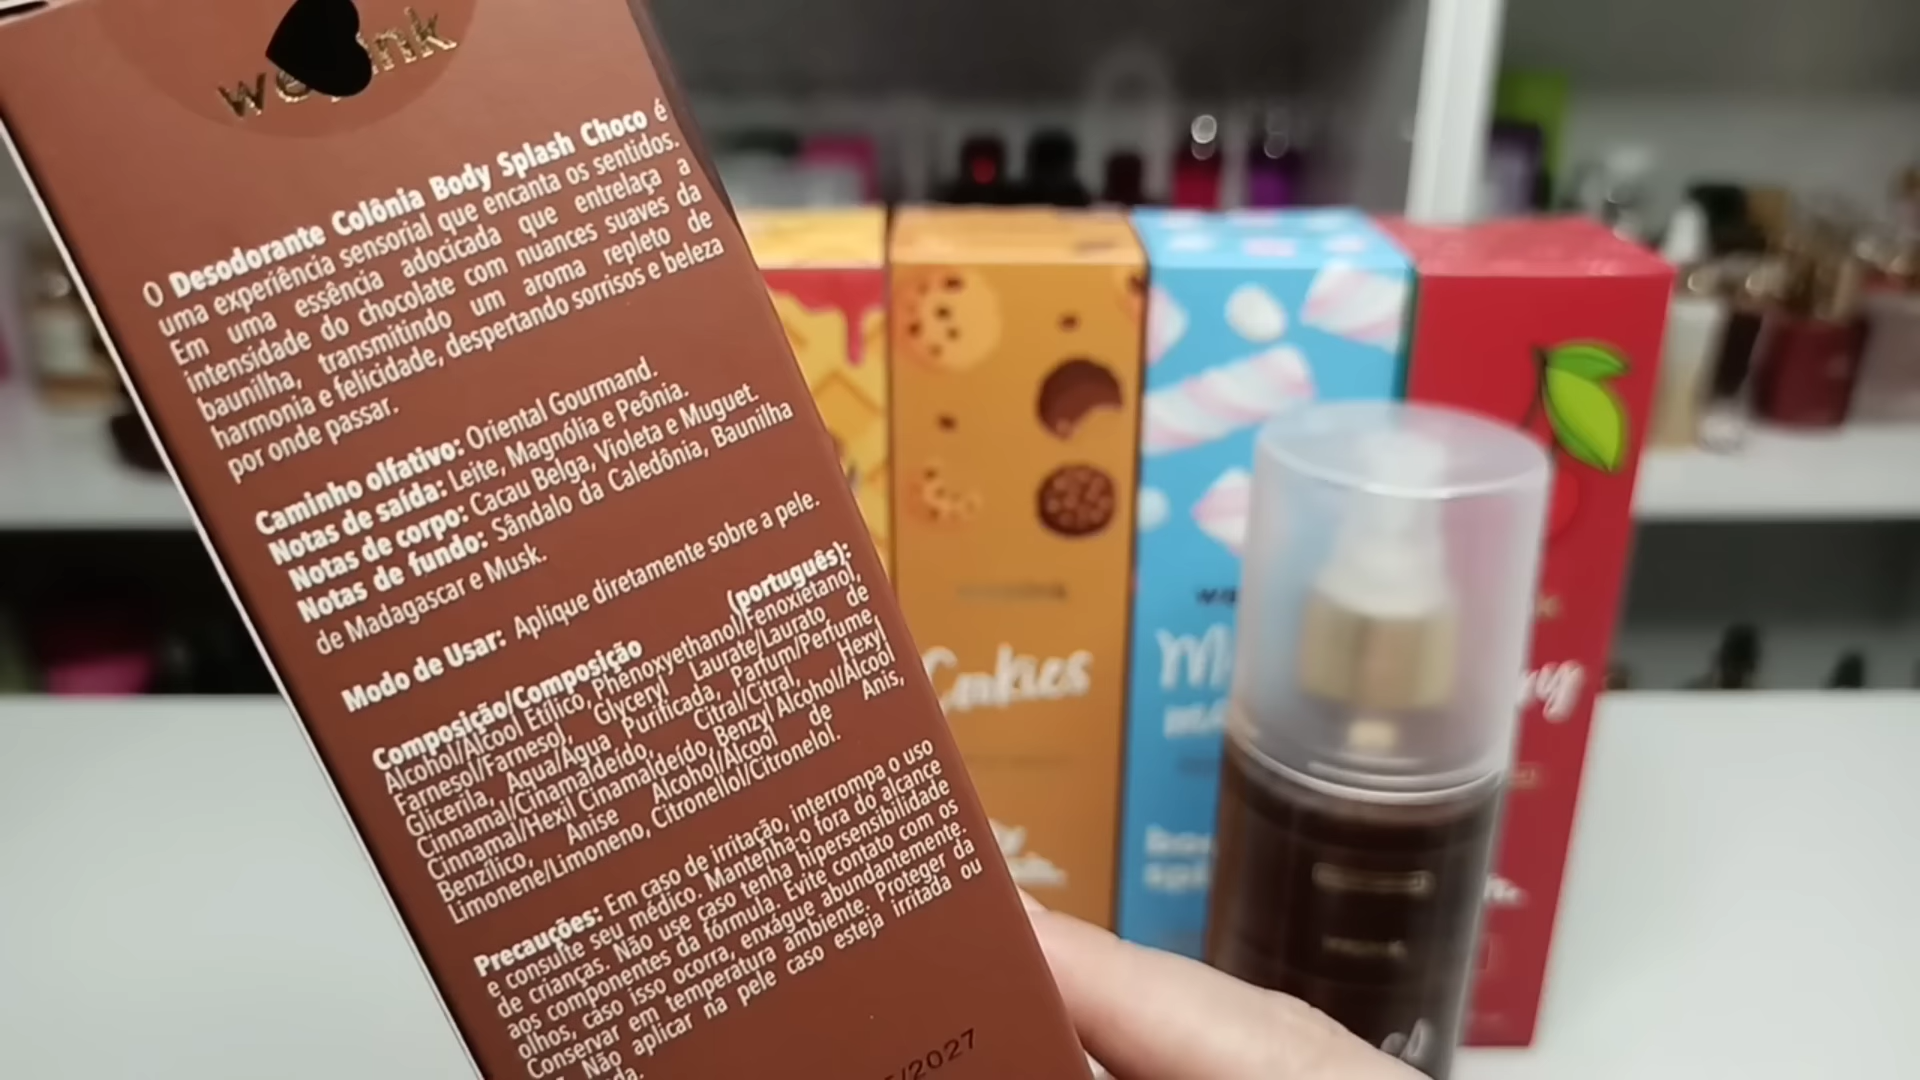 we ink
O Desodorante Colônia Body Splash Choco é
uma experiência sensorial que encanta os sentidos.
Em uma essência adocicada que entrelaça a
intensidade do chocolate com nuances suaves da
baunilha, transmitindo um aroma repleto de
harmonia e felicidade, despertando sorrisos e beleza
por onde passar.
Caminho olfativo: Oriental Gourmand.
Notas de saída: Leite, Magnólia e Peônia.
Notas de corpo: Cacau Belga, Violeta e Muguet.
Notas de fundo: Sândalo da Caledônia, Baunilha
de Madagascar e Musk.
Modo de Usar: Aplique diretamente sobre a pele.
Composição/Composição (português):
Alcohol/Álcool Etílico, Phenoxyethanol/Fenoxietanol,
Farnesol/Farnesol, Glyceryl Laurate/Laurato de
Glicerila, Aqua/Água Purificada, Parfum/Perfume,
Cinnamal/Cinamaldeído, Citral/Citral, Hexyl
Cinnamal/Hexil Cinamaldeído, Benzyl Alcohol/Álcool
Benzílico, Anise Alcohol/Álcool de Anis,
Limonene/Limoneno, Citronellol/Citronelol.
Precauções: Em caso de irritação, interrompa o uso
e consulte seu médico. Mantenha-o fora do alcance
de crianças. Não use caso tenha hipersensibilidade
aos componentes da fórmula. Evite contato com os
olhos, caso isso ocorra, enxágue abundantemente.
Conservar em temperatura ambiente. Proteger da
Não aplicar na pele caso esteja irritada ou
/2027
Cookies